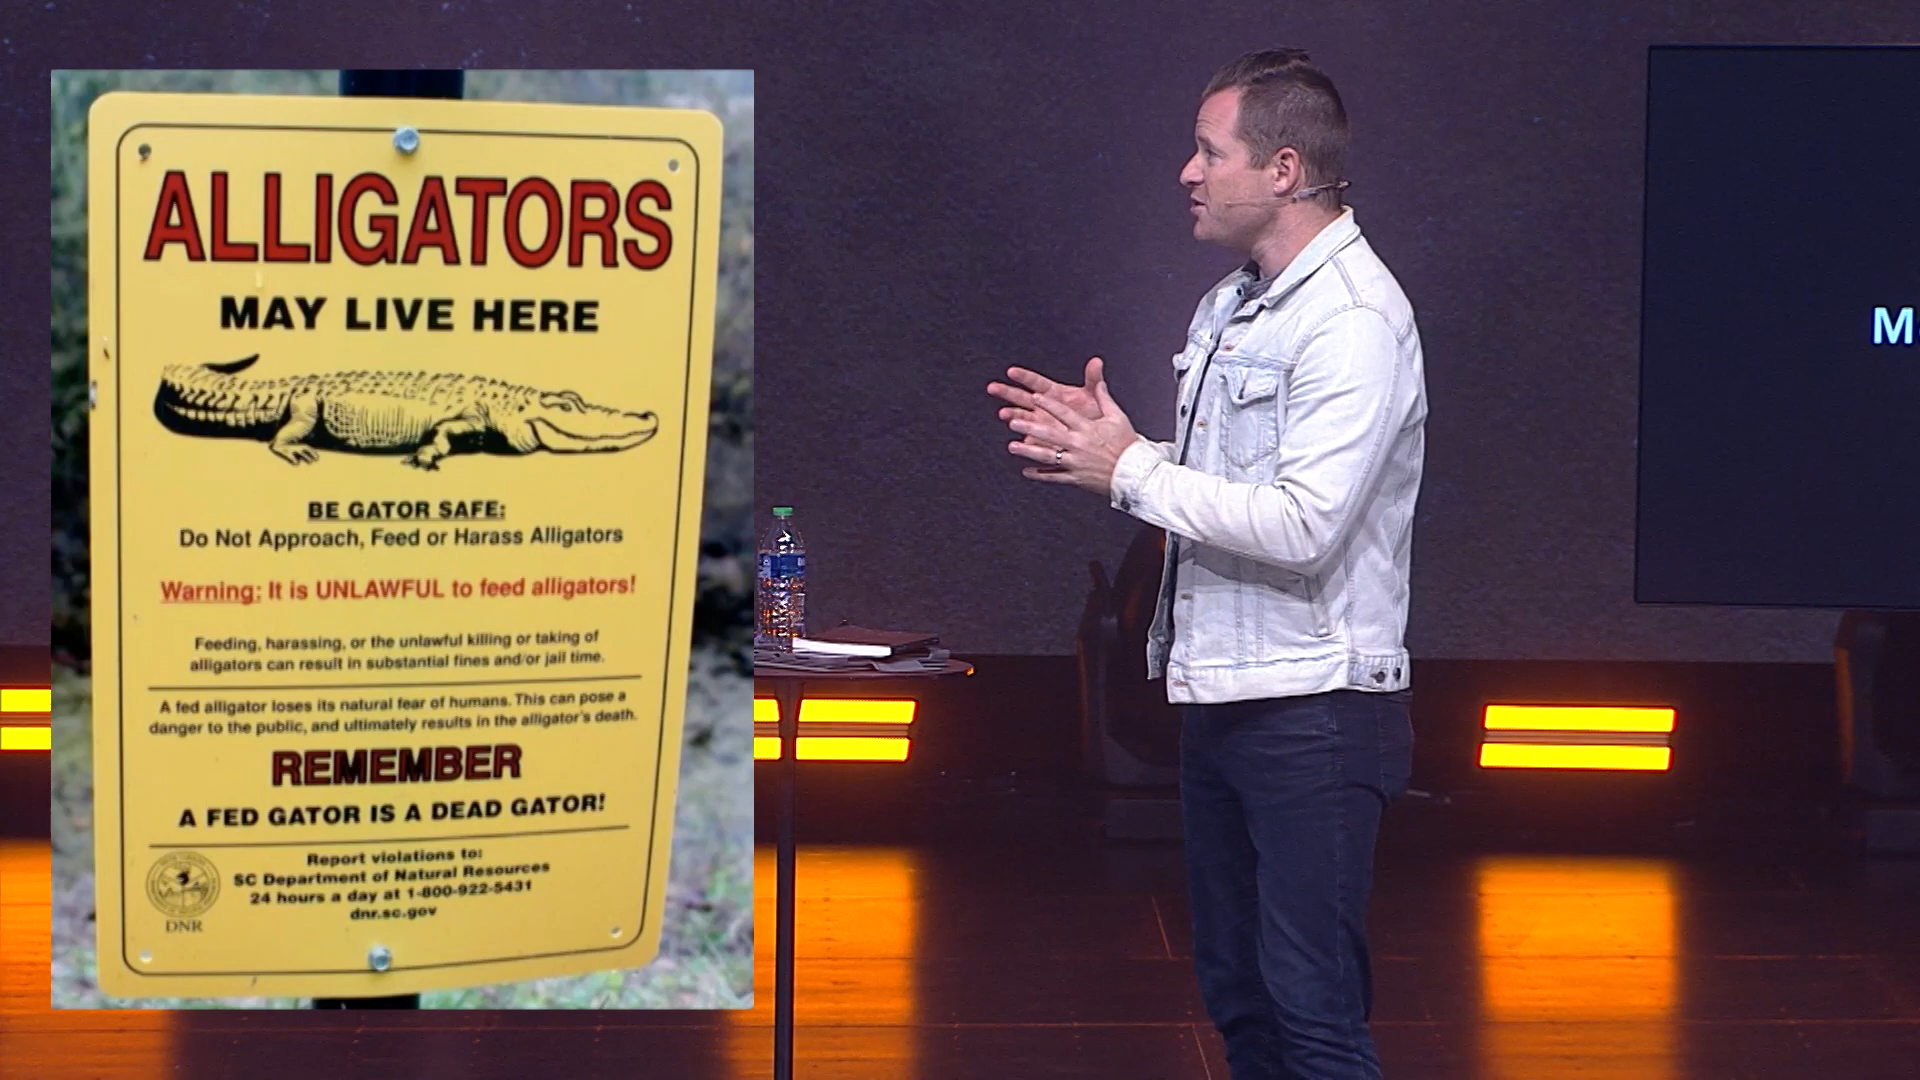 ALLIGATORS
MAY LIVE HERE
BE GATOR SAFE:
Do Not Approach, Feed or Harass Alligators
Warning: It is UNLAWFUL to feed alligators!
Feeding, harassing, or the unlawful killing or taking of
alligators can result in substantial fines and/or jail time.
A fed alligator loses its natural fear of humans. This can pose a
danger to the public, and ultimately results in the alligator's death.
REMEMBER
A FED GATOR IS A DEAD GATOR!
Report violations to:
SC Department of Natural Resources
24 hours a day at 1-800-922-5431
dnr.sc.gov
DNR
M